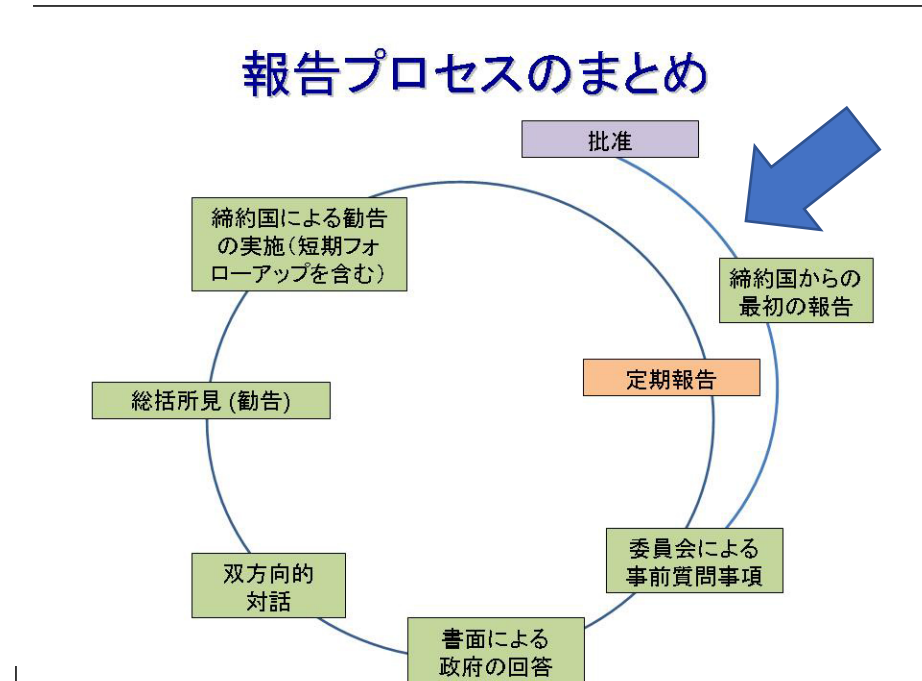 報告プロセスのまとめ
批准
締約国からの
最初の報告
定期報告
委員会による
事前質問事項
書面による
政府の回答
双方向的
対話
総括所見 (勧告)
締約国による勧告
の実施(短期フォ
ローアップを含む)